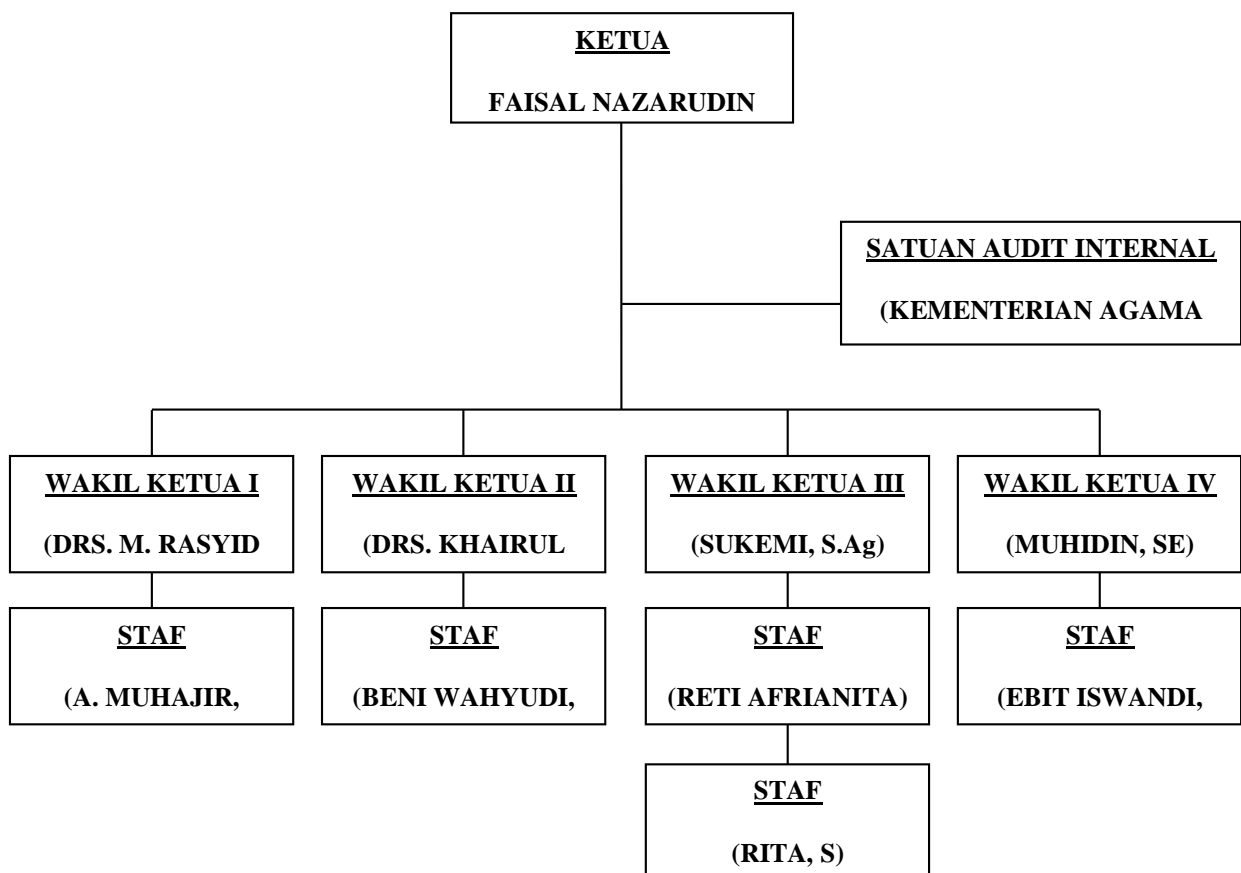 KETUA
FAISAL NAZARUDIN
SATUAN AUDIT INTERNAL
(KEMENTERIAN AGAMA
WAKIL KETUA I
(DRS. M. RASYID
WAKIL KETUA II
(DRS. KHAIRUL
WAKIL KETUA III
(SUKEMI, S.Ag)
WAKIL KETUA IV
(MUHIDIN, SE)
STAF
(A. MUHAJIR,
STAF
(BENI WAHYUDI,
STAF
(RETI AFRIANITA)
STAF
(EBIT ISWANDI,
STAF
(RITA, S)